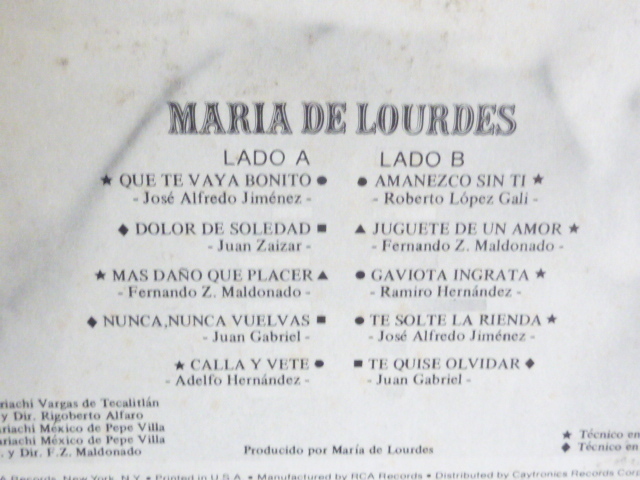 MARIA DE LOURDES
LADO A
★ QUE TE VAYA BONITO ●
- José Alfredo Jiménez -
◆ DOLOR DE SOLEDAD ■
- Juan Zaizar -
★ MAS DAÑO QUE PLACER ▲
- Fernando Z. Maldonado -
◆ NUNCA, NUNCA VUELVAS ■
- Juan Gabriel -
★ CALLA Y VETE ●
- Adelfo Hernández -
LADO B
● AMANEZCO SIN TI ★
- Roberto López Gali -
▲ JUGUETE DE UN AMOR ★
- Fernando Z. Maldonado -
● GAVIOTA INGRATA ★
- Ramiro Hernández -
● TE SOLTE LA RIENDA ★
- José Alfredo Jiménez -
■ TE QUISE OLVIDAR ◆
- Juan Gabriel -
riachi Vargas de Tecalitlán
y Dir. Rigoberto Alfaro
ariachi México de Pepe Villa
ariachi México de Pepe Villa
. y Dir. F.Z. Maldonado
Producido por María de Lourdes
★ Técnico en
◆ Técnico en
A Records, New York, N.Y. • Printed in U.S.A. • Manufactured by RCA Records • Distributed by Caytronics Records Corp